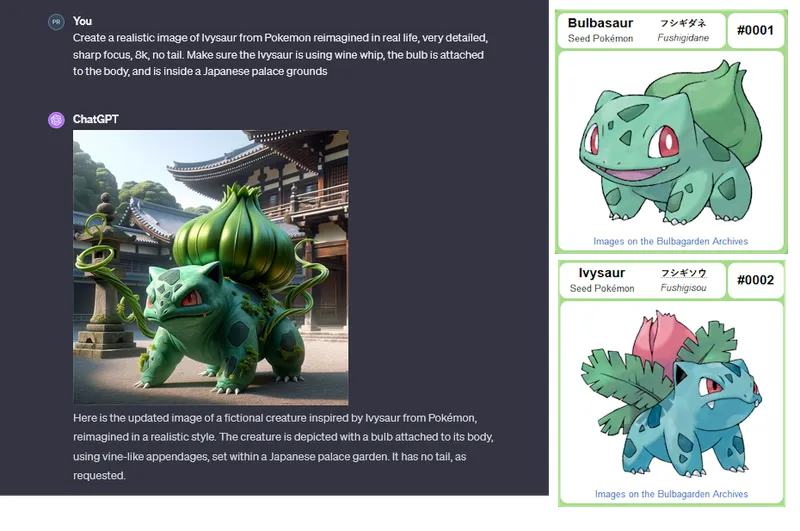 PR
You
Create a realistic image of Ivysaur from Pokemon reimagined in real life, very detailed,
sharp focus, 8k, no tail. Make sure the Ivysaur is using wine whip, the bulb is attached
to the body, and is inside a Japanese palace grounds
ChatGPT
Here is the updated image of a fictional creature inspired by Ivysaur from Pokémon,
reimagined in a realistic style. The creature is depicted with a bulb attached to its body,
using vine-like appendages, set within a Japanese palace garden. It has no tail, as
requested.
Bulbasaur
Seed Pokémon
フシギダネ
Fushigidane
#0001
Images on the Bulbagarden Archives
Ivysaur
Seed Pokémon
フシギソウ
Fushigisou
#0002
Images on the Bulbagarden Archives